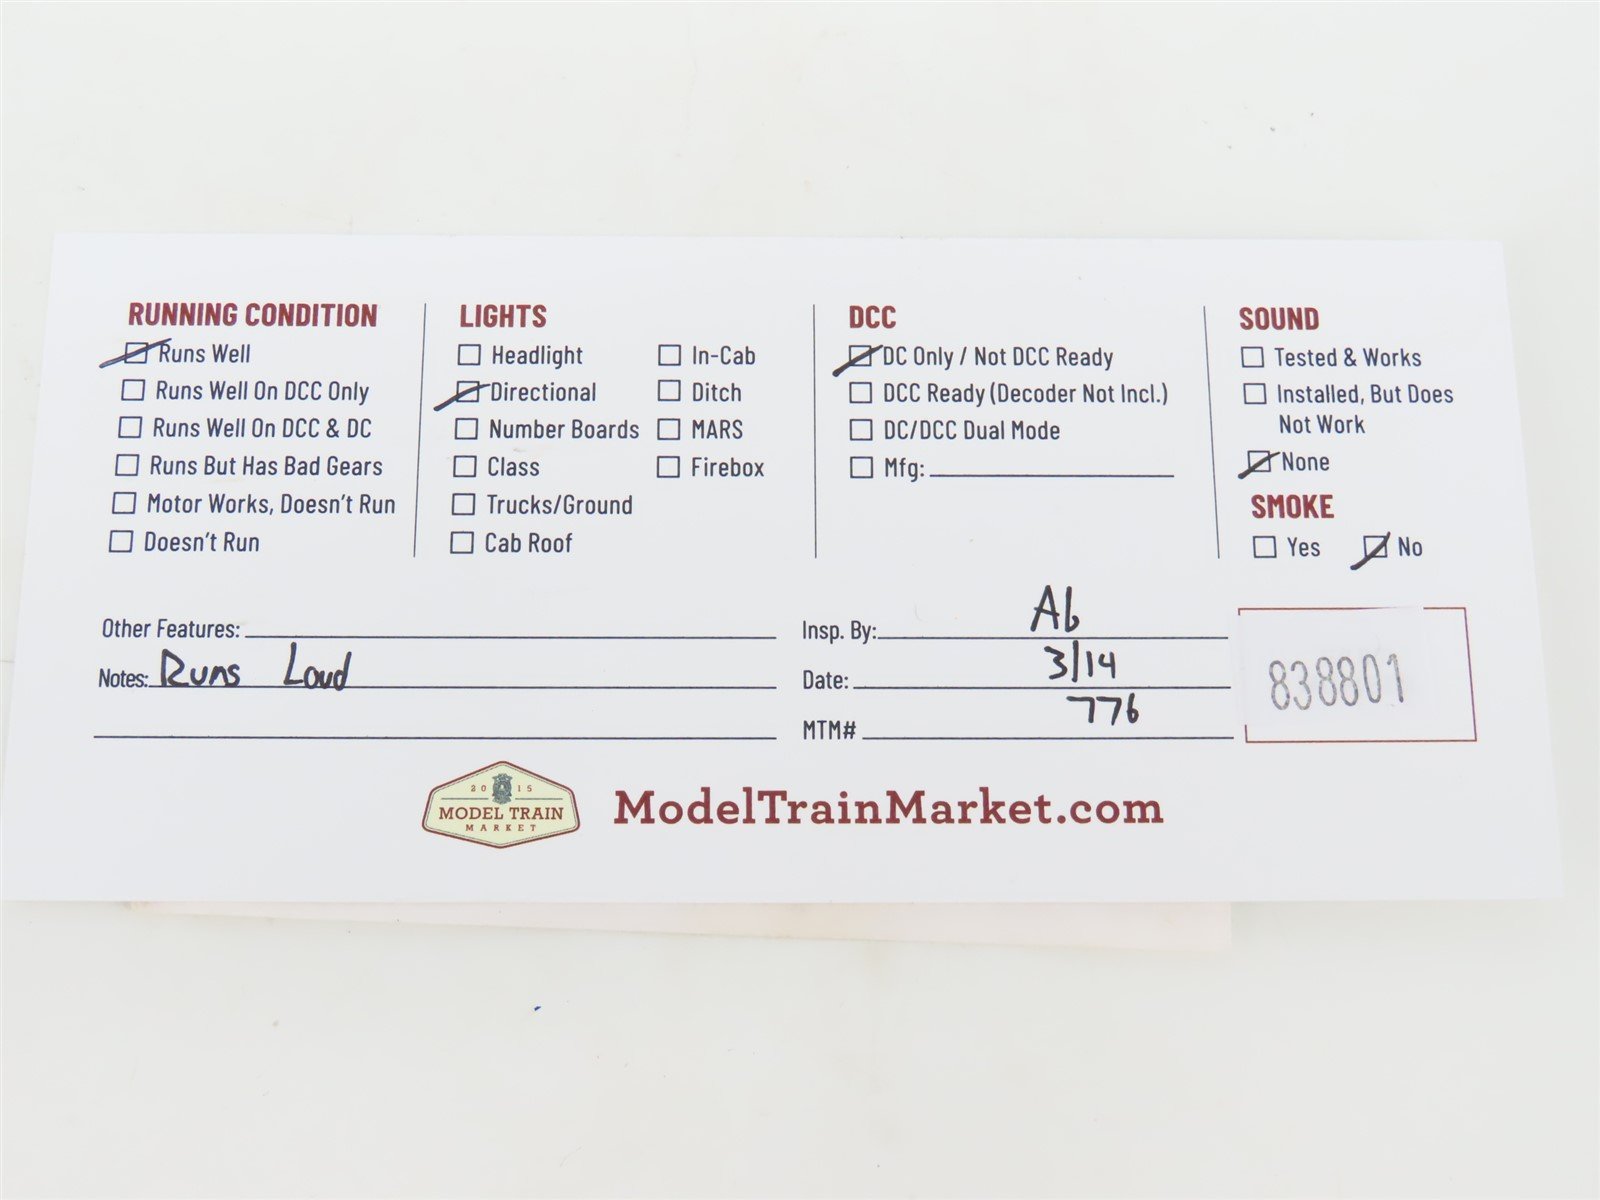 RUNNING CONDITION
Runs Well
Runs Well On DCC Only
Runs Well On DCC & DC
Runs But Has Bad Gears
Motor Works, Doesn't Run
Doesn't Run
LIGHTS
Headlight
Directional
Number Boards
Class
Trucks/Ground
Cab Roof
In-Cab
Ditch
MARS
Firebox
DCC
DC Only / Not DCC Ready
DCC Ready (Decoder Not Incl.)
DC/DCC Dual Mode
Mfg:
SOUND
Tested & Works
Installed, But Does
Not Work
None
SMOKE
Yes No
Other Features:
Notes: Runs Loud
Insp. By: Ab
Date: 3/14
MTM# 776
838801
2015
MODEL TRAIN
MARKET
ModelTrainMarket.com